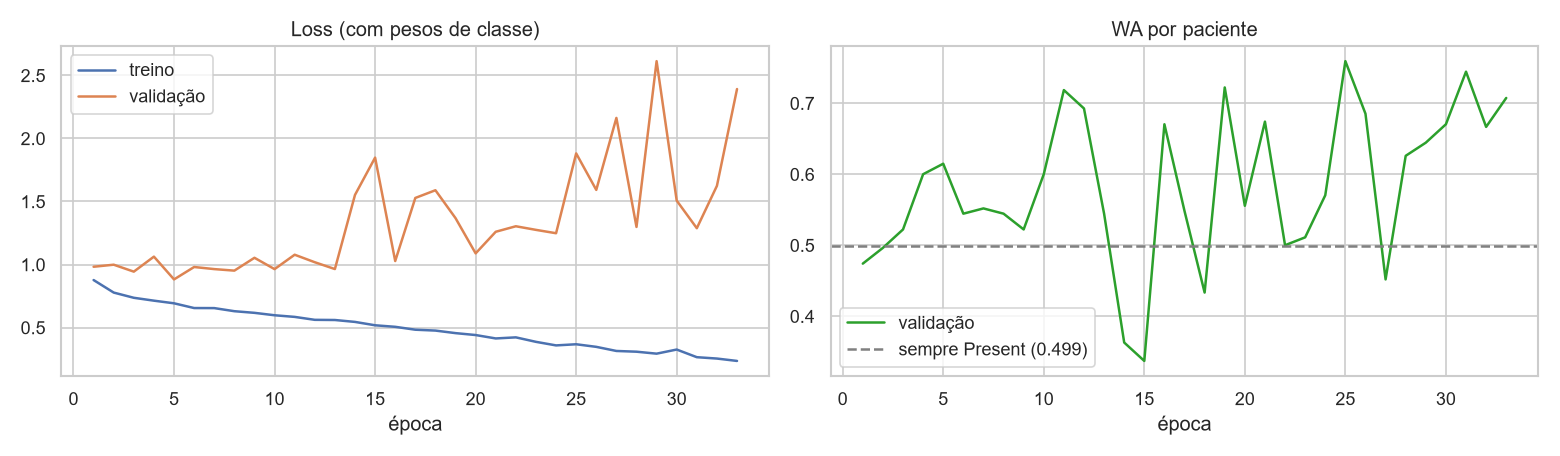 Loss (com pesos de classe)
treino
validação
2.5
2.0
1.5
1.0
0.5
0
5
10
15
20
25
30
época
WA por paciente
0.7
0.6
0.5
0.4
validação
sempre Present (0.499)
0
5
10
15
20
25
30
época